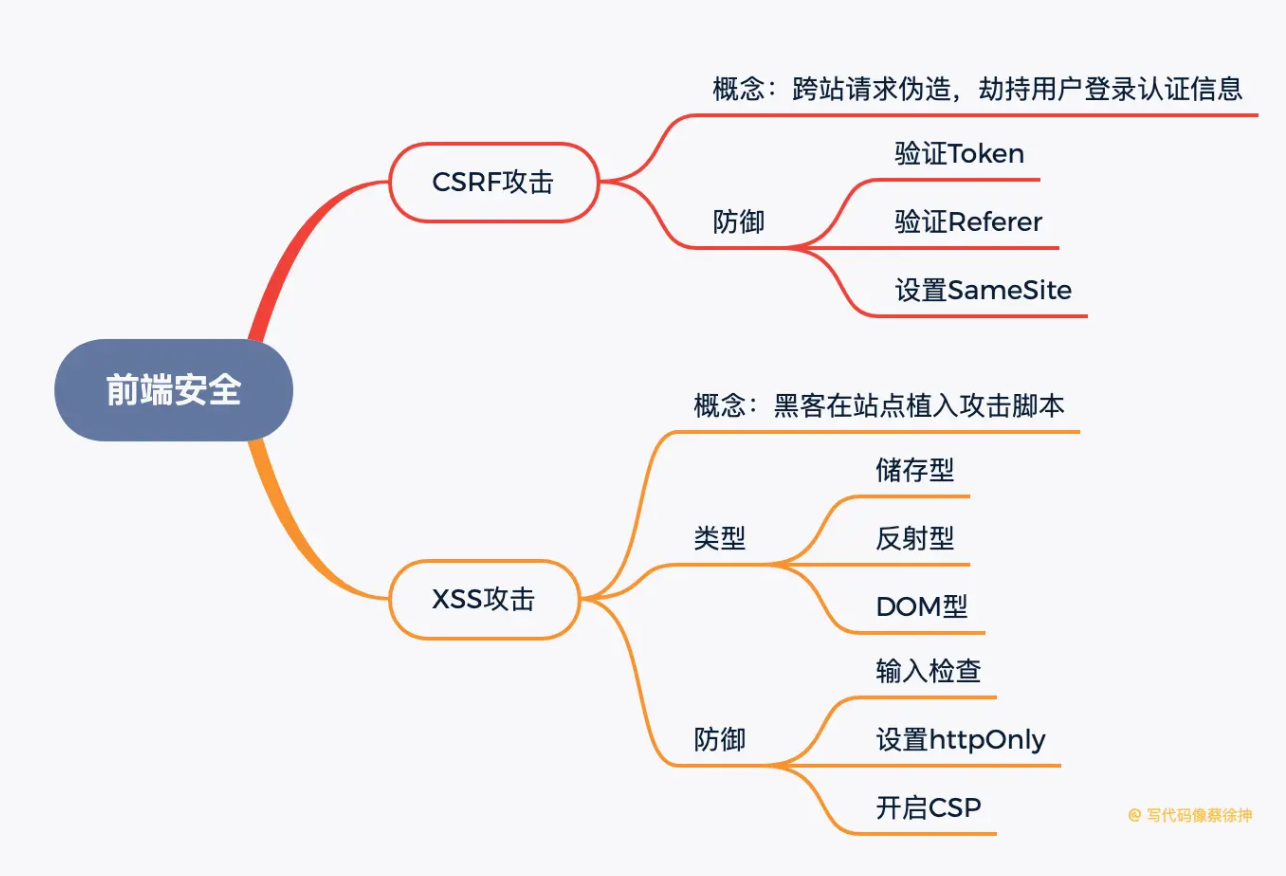 前端安全
CSRF攻击
概念：跨站请求伪造，劫持用户登录认证信息
防御
验证Token
验证Referer
设置SameSite
XSS攻击
概念：黑客在站点植入攻击脚本
类型
储存型
反射型
DOM型
防御
输入检查
设置httpOnly
开启CSP
@ 写代码像蔡徐抻